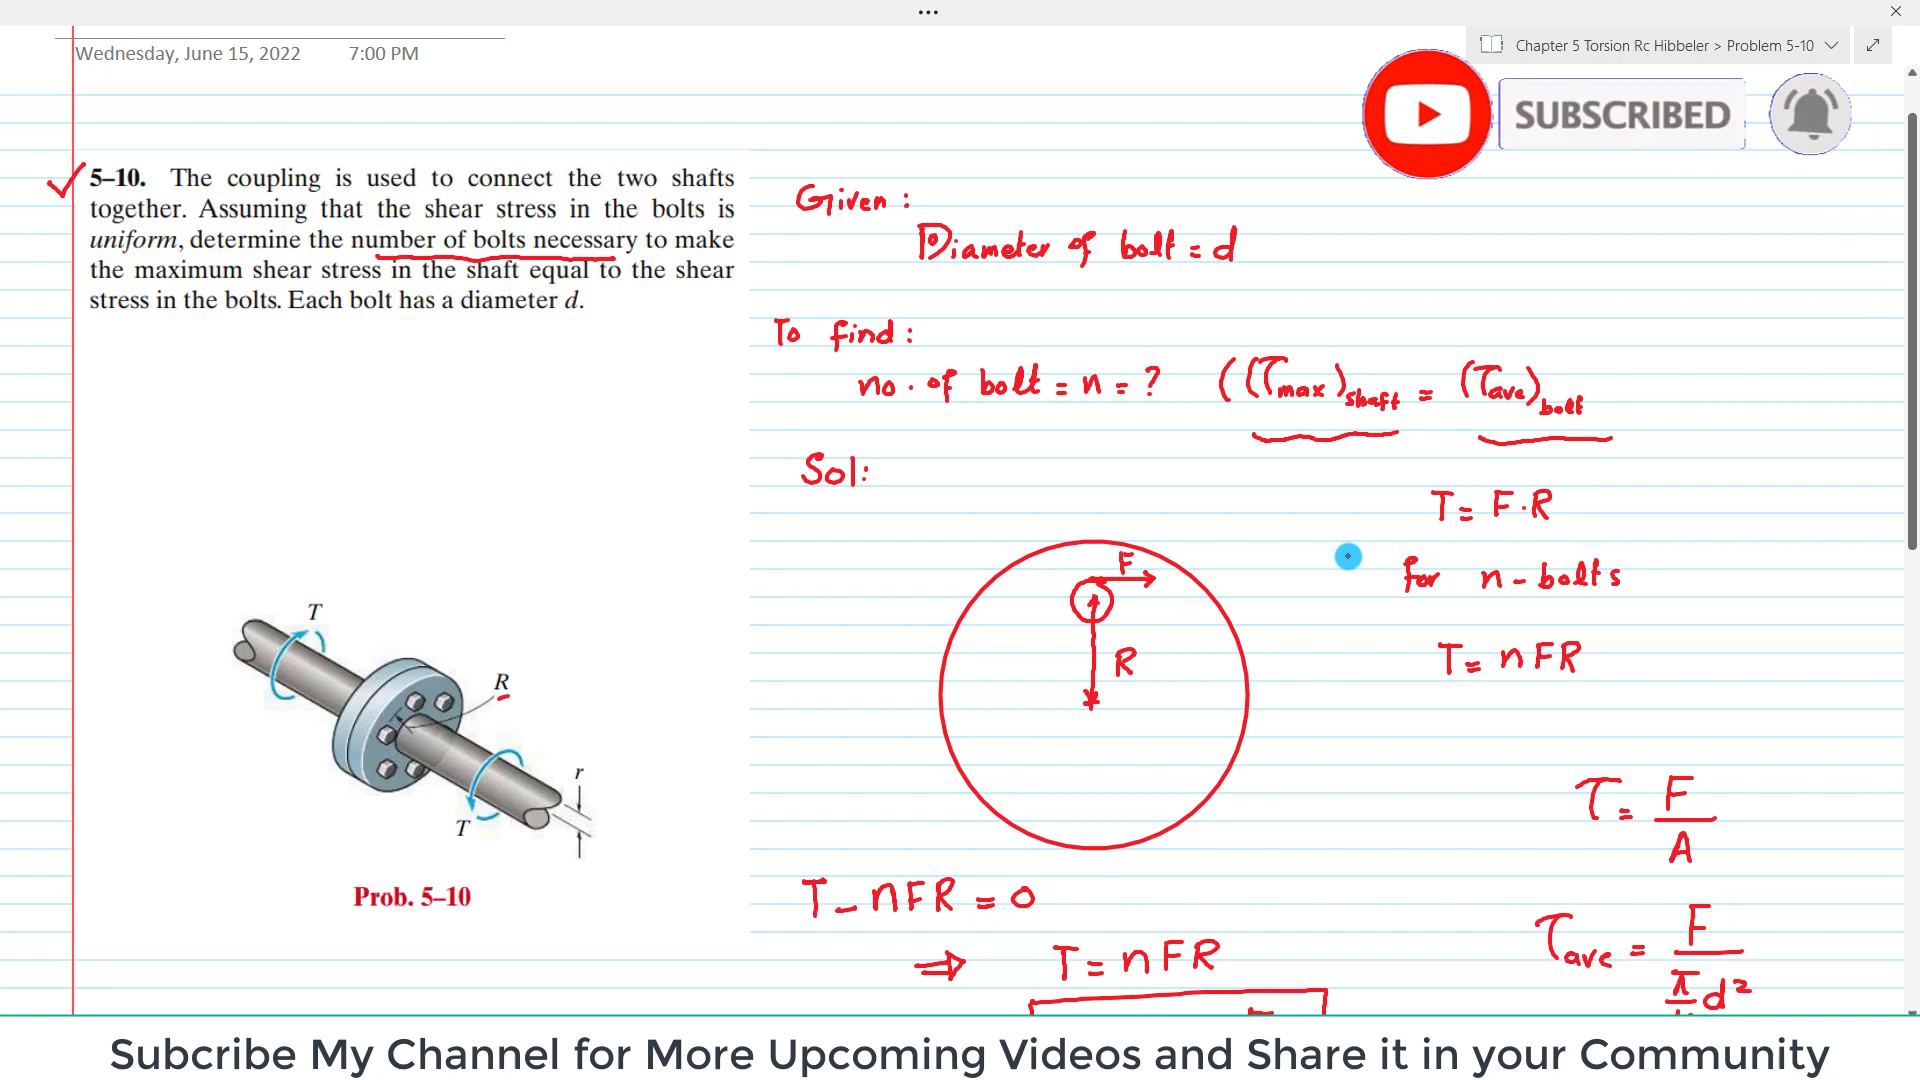 Wednesday, June 15, 2022 7:00 PM
Chapter 5 Torsion Rc Hibbeler > Problem 5-10
SUBSCRIBED
5–10. The coupling is used to connect the two shafts
together. Assuming that the shear stress in the bolts is
uniform, determine the number of bolts necessary to make
the maximum shear stress in the shaft equal to the shear
stress in the bolts. Each bolt has a diameter d.
T
R
r
T
Prob. 5–10
Given :
Diameter of bolt = d
To find :
no. of bolt = n = ? ((τmax)shaft = (τave)bolt
Sol:
T = F.R
for n-bolts
T = nFR
F
R
τ = F/A
T - nFR = 0
⇒ T = nFR
τave = F
π d²
Subcribe My Channel for More Upcoming Videos and Share it in your Community